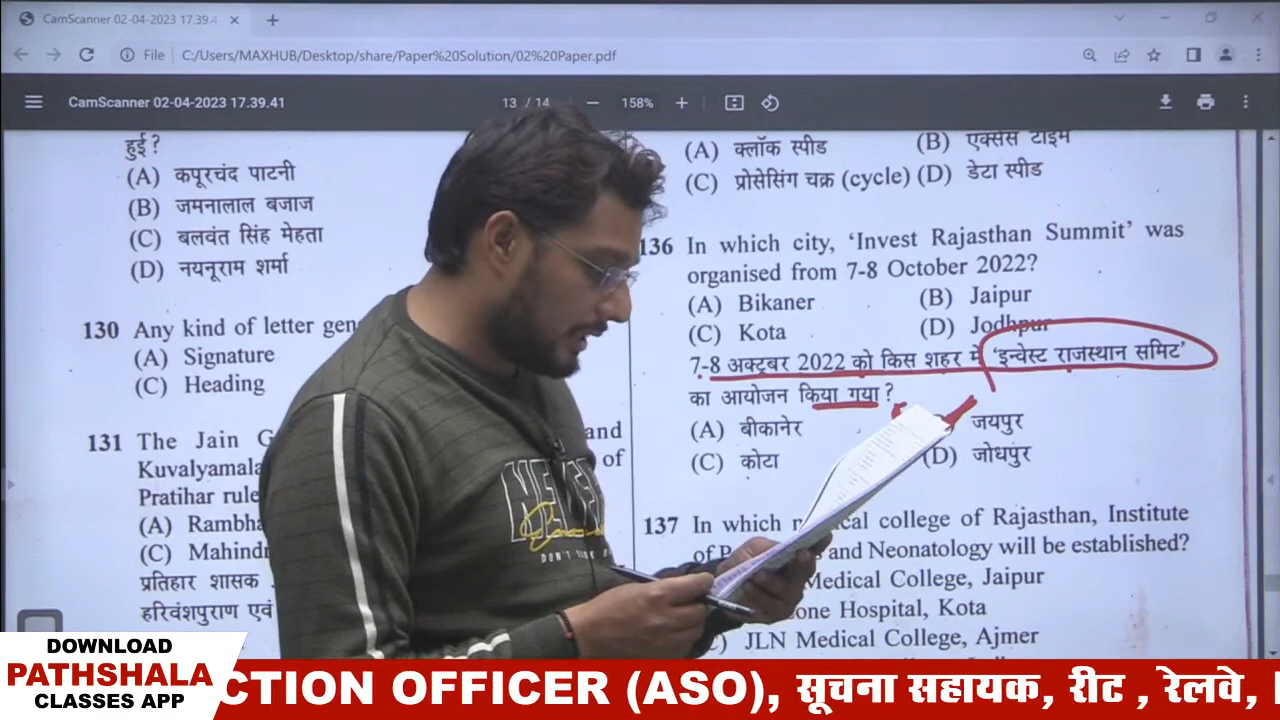 CamScanner 02-04-2023 17.39.4
File C:/Users/MAXHUB/Desktop/share/Paper%20Solution/02%20Paper.pdf
CamScanner 02-04-2023 17.39.41
13 / 14
158%
हुई ?
(A) कपूरचंद पाटनी
(B) जमनालाल बजाज
(C) बलवंत सिंह मेहता
(D) नयनूराम शर्मा
130 Any kind of letter gen
(A) Signature
(C) Heading
131 The Jain G
and
Kuvalyamala
of
Pratihar rule
(A) Rambha
(C) Mahind
प्रतिहार शासक
हरिवंशपुराण एवं
(A) क्लॉक स्पीड (B) एक्सेस टाइम
(C) प्रोसेसिंग चक्र (cycle) (D) डेटा स्पीड
136 In which city, ‘Invest Rajasthan Summit’ was
organised from 7-8 October 2022?
(A) Bikaner (B) Jaipur
(C) Kota (D) Jodhpur
7-8 अक्टूबर 2022 को किस शहर में ‘इन्वेस्ट राजस्थान समिट’
का आयोजन किया गया ?
(A) बीकानेर जयपुर
(C) कोटा (D) जोधपुर
137 In which college of Rajasthan, Institute
of and Neonatology will be established?
Medical College, Jaipur
one Hospital, Kota
JLN Medical College, Ajmer
DOWNLOAD
PATHSHALA
CLASSES APP
CTION OFFICER (ASO), सूचना सहायक, रीट , रेलवे,
NEVER
DON'T